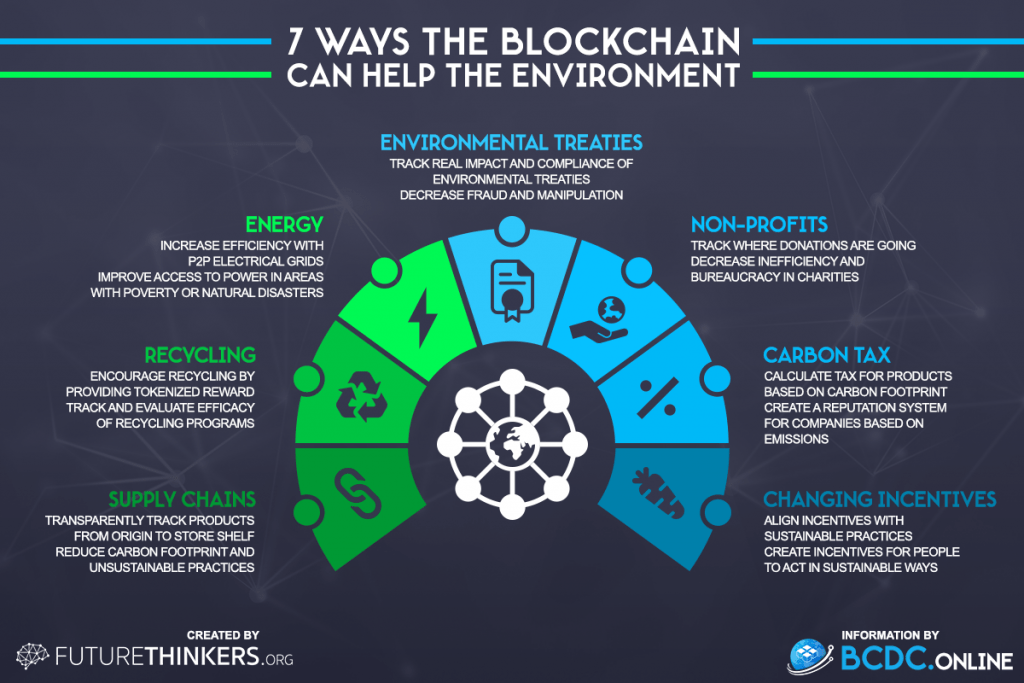 7 WAYS THE BLOCKCHAIN
CAN HELP THE ENVIRONMENT
ENVIRONMENTAL TREATIES
TRACK REAL IMPACT AND COMPLIANCE OF
ENVIRONMENTAL TREATIES
DECREASE FRAUD AND MANIPULATION
ENERGY
INCREASE EFFICIENCY WITH
P2P ELECTRICAL GRIDS
IMPROVE ACCESS TO POWER IN AREAS
WITH POVERTY OR NATURAL DISASTERS
NON-PROFITS
TRACK WHERE DONATIONS ARE GOING
DECREASE INEFFICIENCY AND
BUREAUCRACY IN CHARITIES
RECYCLING
ENCOURAGE RECYCLING BY
PROVIDING TOKENIZED REWARD
TRACK AND EVALUATE EFFICACY
OF RECYCLING PROGRAMS
CARBON TAX
CALCULATE TAX FOR PRODUCTS
BASED ON CARBON FOOTPRINT
CREATE A REPUTATION SYSTEM
FOR COMPANIES BASED ON
EMISSIONS
SUPPLY CHAINS
TRANSPARENTLY TRACK PRODUCTS
FROM ORIGIN TO STORE SHELF
REDUCE CARBON FOOTPRINT AND
UNSUSTAINABLE PRACTICES
CHANGING INCENTIVES
ALIGN INCENTIVES WITH
SUSTAINABLE PRACTICES
CREATE INCENTIVES FOR PEOPLE
TO ACT IN SUSTAINABLE WAYS
CREATED BY
FUTURETHINKERS.ORG
INFORMATION BY
BCDC.ONLINE